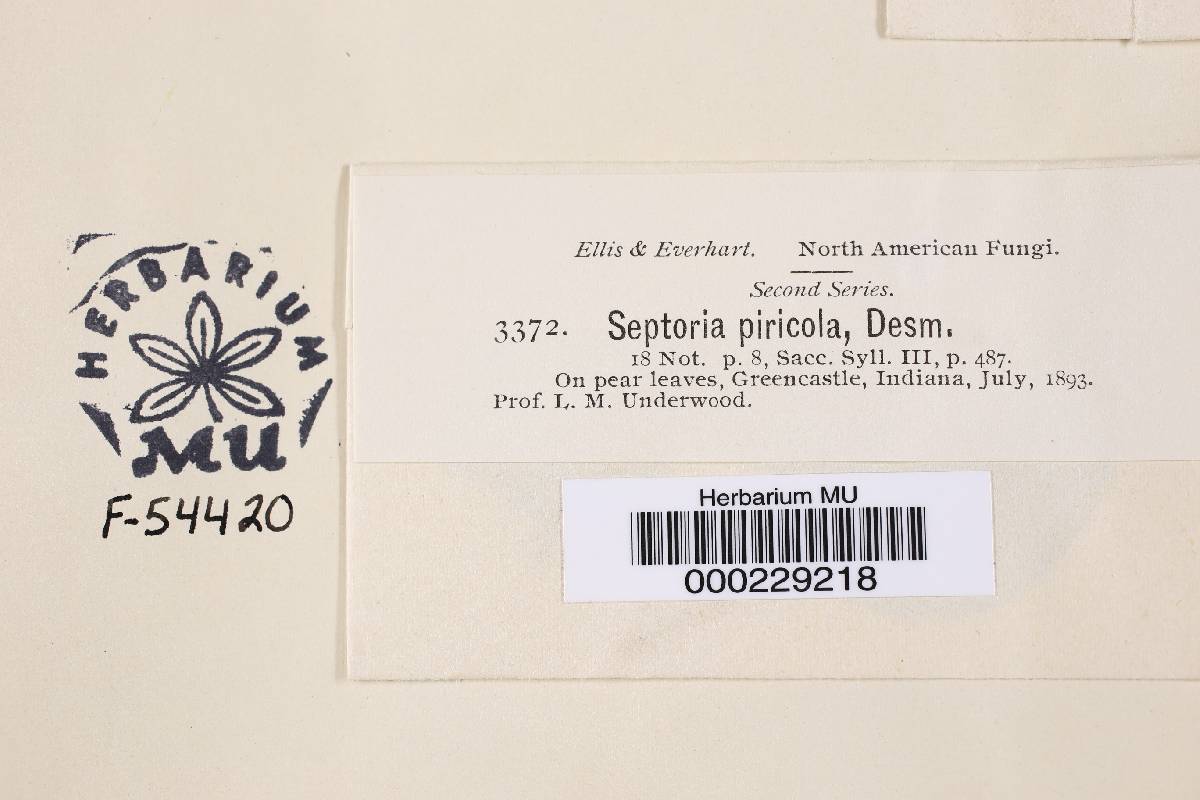 HERBARIUM
MU
F-54420
Ellis & Everhart. North American Fungi.
Second Series.
3372. Septoria piricola, Desm.
18 Not. p. 8, Sacc. Syll. III, p. 487.
On pear leaves, Greencastle, Indiana, July, 1893.
Prof. L. M. Underwood.
Herbarium MU
000229218